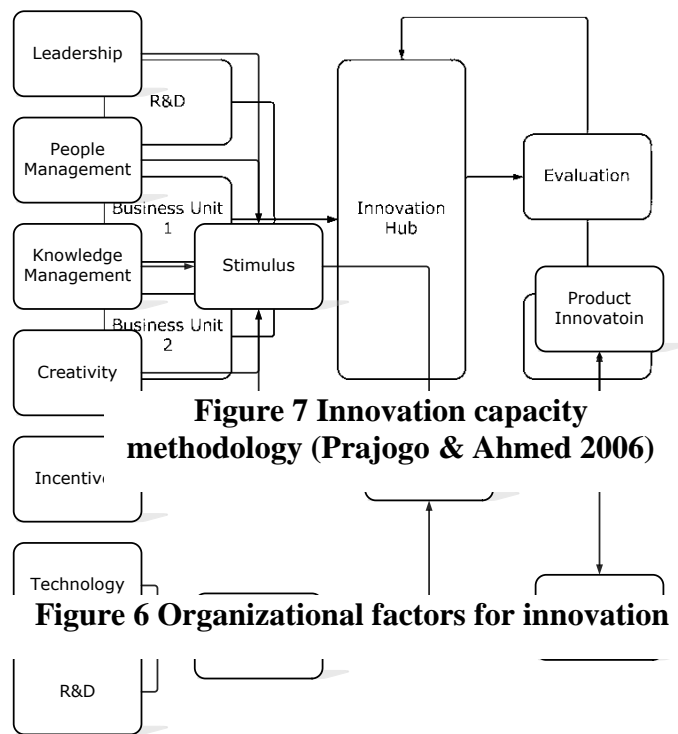 Leadership
R&D
People
Management
Evaluation
Business Unit
1
Innovation
Hub
Knowledge
Management
Stimulus
Product
Innovatoin
Business Unit
2
Creativity
Figure 7 Innovation capacity
methodology (Prajogo & Ahmed 2006)
Incentive
Technology
Figure 6 Organizational factors for innovation
R&D